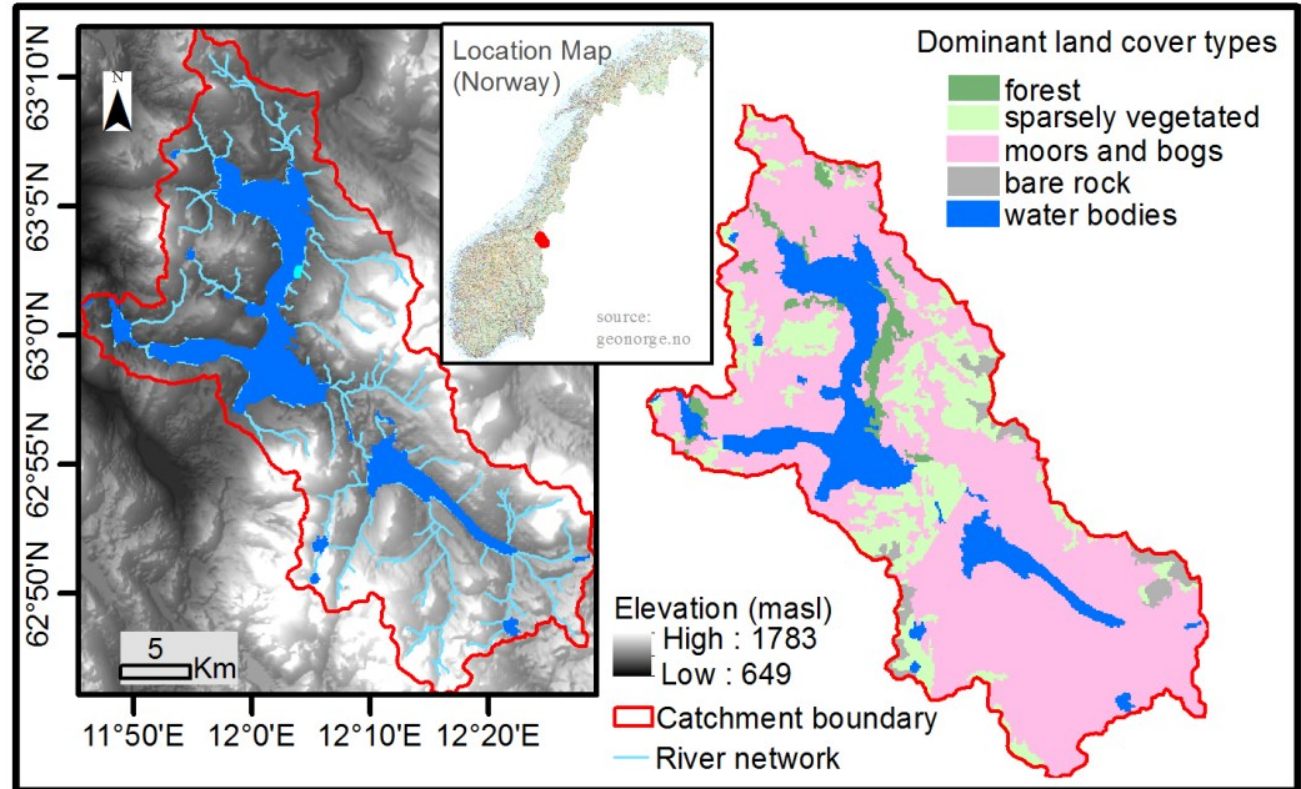 63°10'N
63°5'N
63°0'N
62°55'N
62°50'N
N
5
Km
11°50'E 12°0'E 12°10'E 12°20'E
Location Map
(Norway)
source:
geonorge.no
Dominant land cover types
forest
sparsely vegetated
moors and bogs
bare rock
water bodies
Elevation (masl)
High : 1783
Low : 649
Catchment boundary
River network